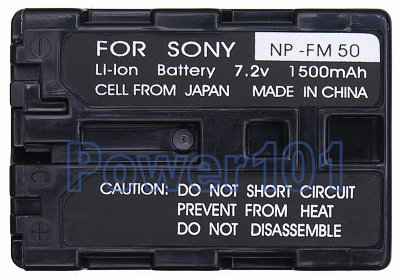 FOR SONY NP-FM 50
Li-Ion Battery 7.2v 1500mAh
CELL FROM JAPAN MADE IN CHINA
Power101
CAUTION: DO NOT SHORT CIRCUIT
PREVENT FROM HEAT
DO NOT DISASSEMBLE
C